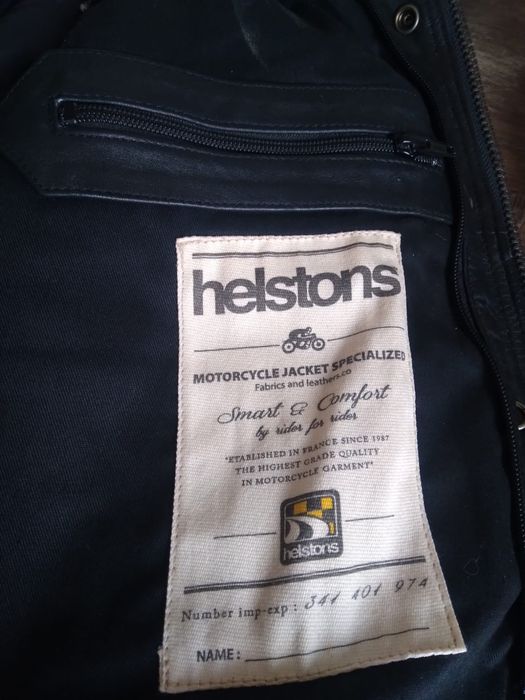 helstons
MOTORCYCLE JACKET SPECIALIZED
Fabrics and leathers.co
Smart & Comfort
by rider for rider
"ETABLISHED IN FRANCE SINCE 1987
THE HIGHEST GRADE QUALITY
IN MOTORCYCLE GARMENT"
helstons
Number imp-exp : 341 401 974
NAME :